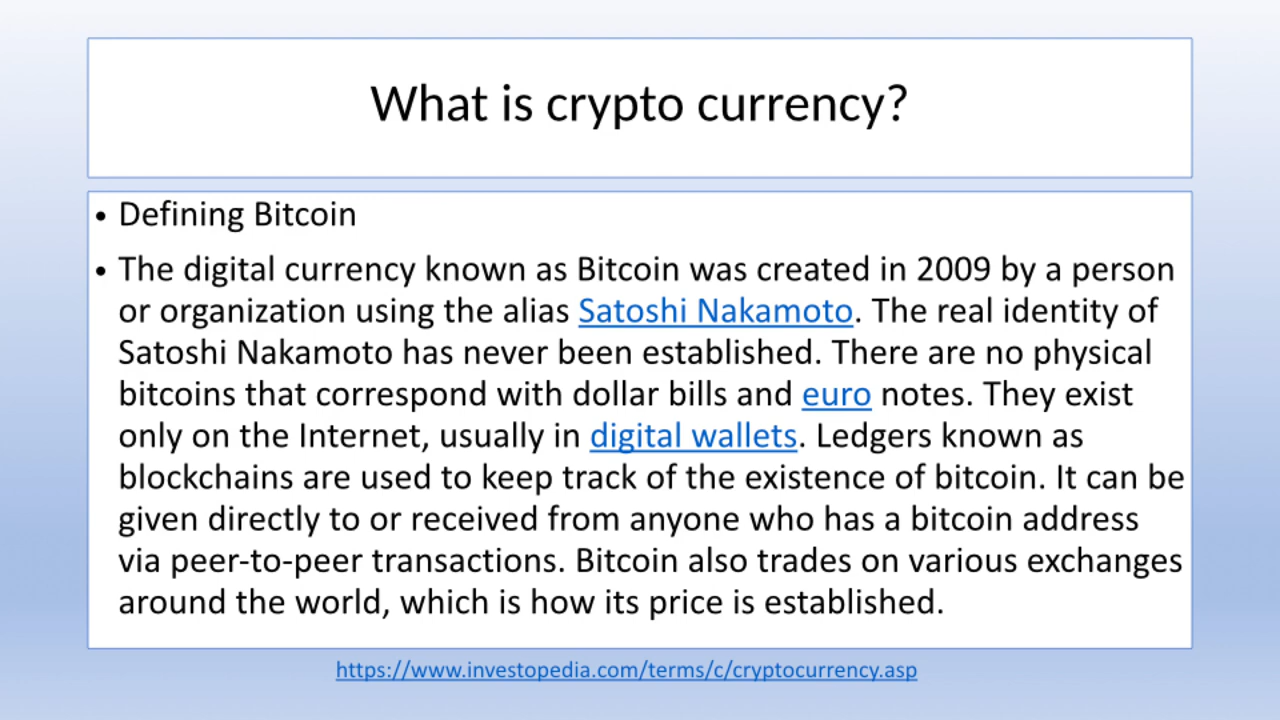 What is crypto currency?
• Defining Bitcoin
• The digital currency known as Bitcoin was created in 2009 by a person
or organization using the alias Satoshi Nakamoto. The real identity of
Satoshi Nakamoto has never been established. There are no physical
bitcoins that correspond with dollar bills and euro notes. They exist
only on the Internet, usually in digital wallets. Ledgers known as
blockchains are used to keep track of the existence of bitcoin. It can be
given directly to or received from anyone who has a bitcoin address
via peer-to-peer transactions. Bitcoin also trades on various exchanges
around the world, which is how its price is established.
https://www.investopedia.com/terms/c/cryptocurrency.asp